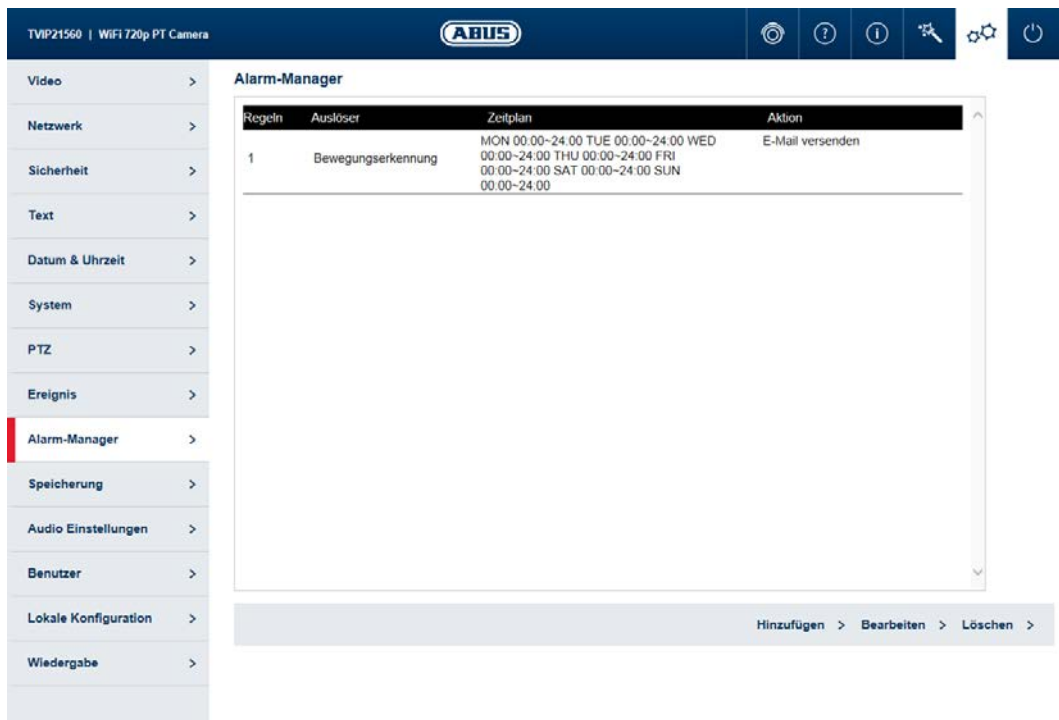 TVIP21560 | WiFi 720p PT Camera
ABUS
Video >
Netzwerk >
Sicherheit >
Text >
Datum & Uhrzeit >
System >
PTZ >
Ereignis >
Alarm-Manager >
Speicherung >
Audio Einstellungen >
Benutzer >
Lokale Konfiguration >
Wiedergabe >
Alarm-Manager
Regeln Auslöser Zeitplan Aktion
1 Bewegungserkennung
MON 00:00~24:00 TUE 00:00~24:00 WED
00:00~24:00 THU 00:00~24:00 FRI
00:00~24:00 SAT 00:00~24:00 SUN
00:00~24:00
E-Mail versenden
Hinzufügen > Bearbeiten > Löschen >